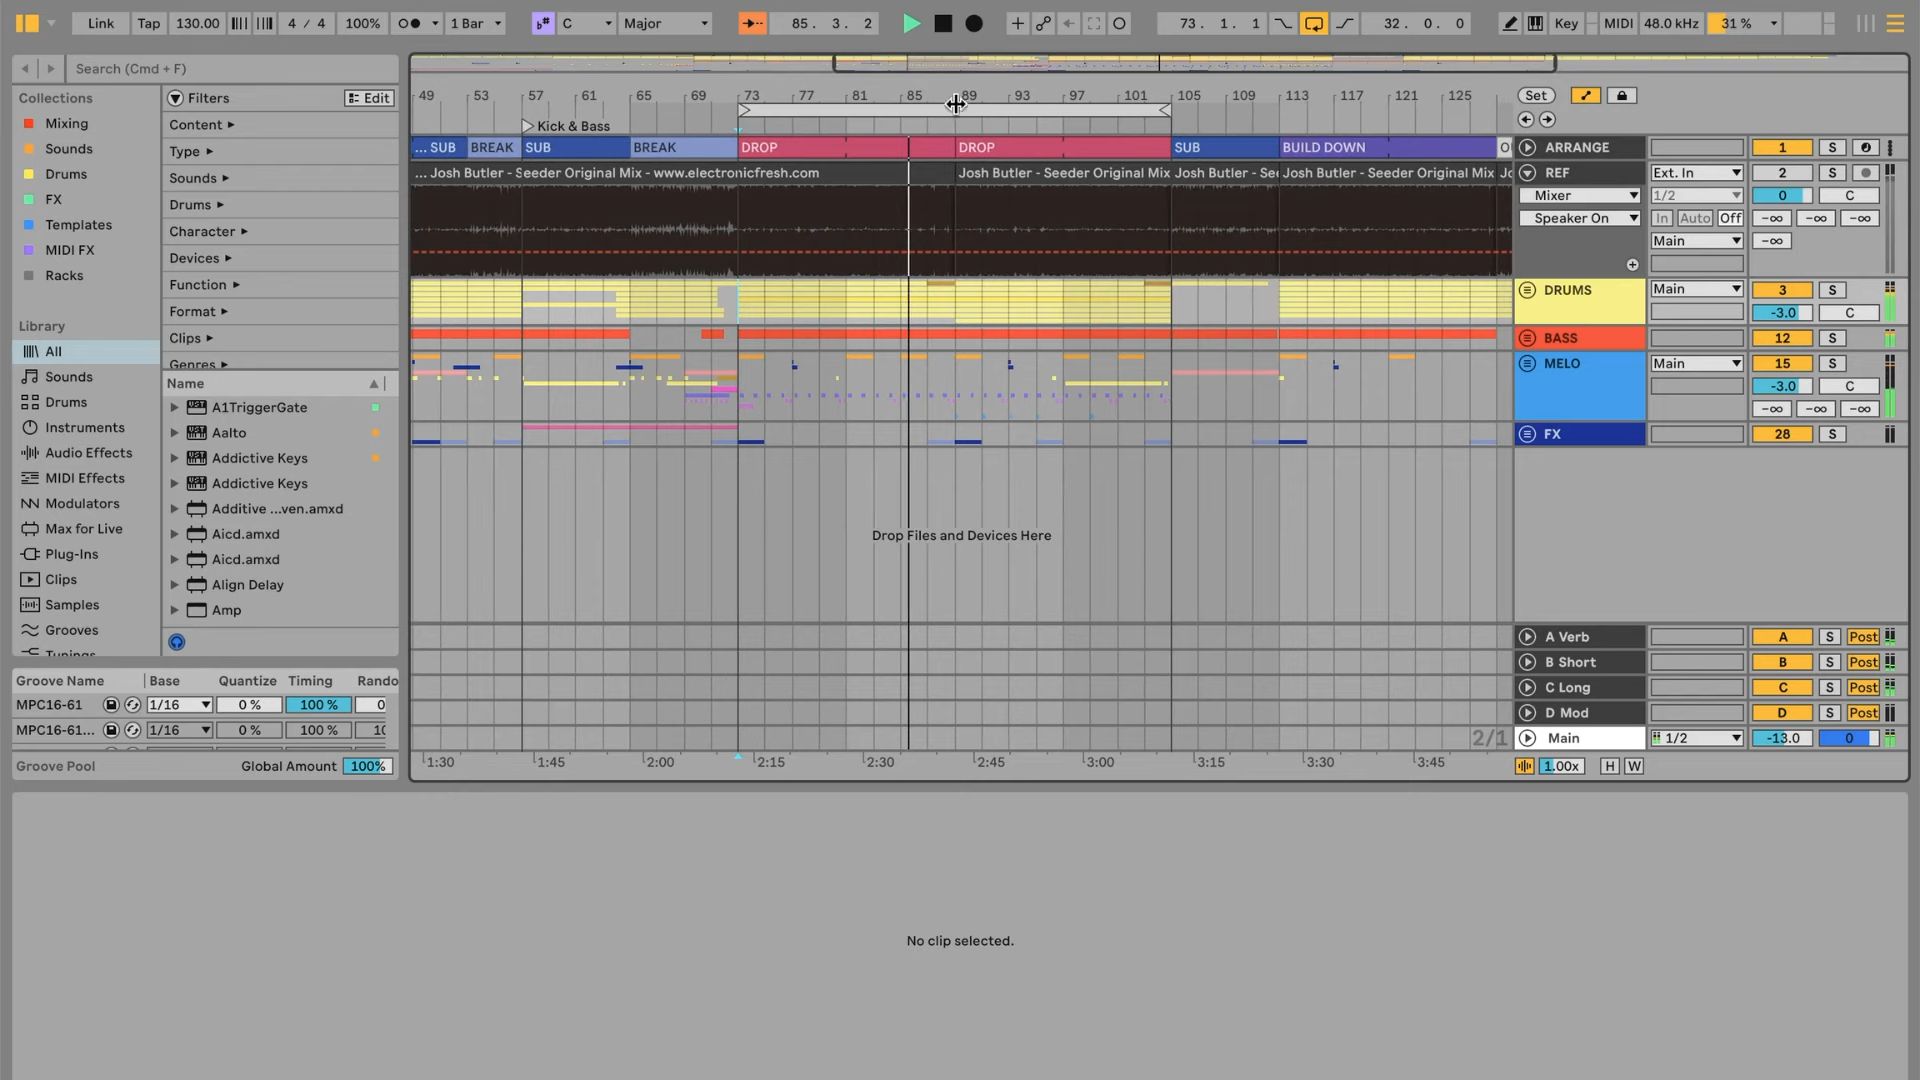 Link Tap 130.00 4 / 4 100% 1 Bar C Major 85. 3. 2 73. 1. 1 32. 0. 0 Key MIDI 48.0 kHz 31 %
Search (Cmd + F)
Collections
Mixing
Sounds
Drums
FX
Templates
MIDI FX
Racks
Library
All
Sounds
Drums
Instruments
Audio Effects
MIDI Effects
Modulators
Max for Live
Plug-Ins
Clips
Samples
Grooves
Tunings
Filters Edit
Content
Type
Sounds
Drums
Character
Devices
Function
Format
Clips
Genres
Name
A1TriggerGate
Aalto
Addictive Keys
Addictive Keys
Additive ...ven.amxd
Aicd.amxd
Aicd.amxd
Align Delay
Amp
Groove Name Base Quantize Timing Rando
MPC16-61 1/16 0 % 100 % 0
MPC16-61... 1/16 0 % 100 % 10
Groove Pool Global Amount 100%
49 53 57 61 65 69 73 77 81 85 89 93 97 101 105 109 113 117 121 125
Kick & Bass
... SUB BREAK SUB BREAK DROP DROP SUB BUILD DOWN O
... Josh Butler - Seeder Original Mix - www.electronicfresh.com Josh Butler - Seeder Original Mix Josh Butler - See Josh Butler - Seeder Original Mix Jo
Drop Files and Devices Here
2/1
1:30 1:45 2:00 2:15 2:30 2:45 3:00 3:15 3:30 3:45
Set
ARRANGE 1 S
REF Ext. In 2 S
Mixer 1/2 0 C
Speaker On In Auto Off -∞ -∞ -∞
Main -∞
DRUMS Main 3 S
-3.0 C
BASS 12 S
MELO Main 15 S
-3.0 C
-∞ -∞ -∞
FX 28 S
A Verb A S Post
B Short B S Post
C Long C S Post
D Mod D S Post
Main 1/2 -13.0 0
1.00x H W
No clip selected.